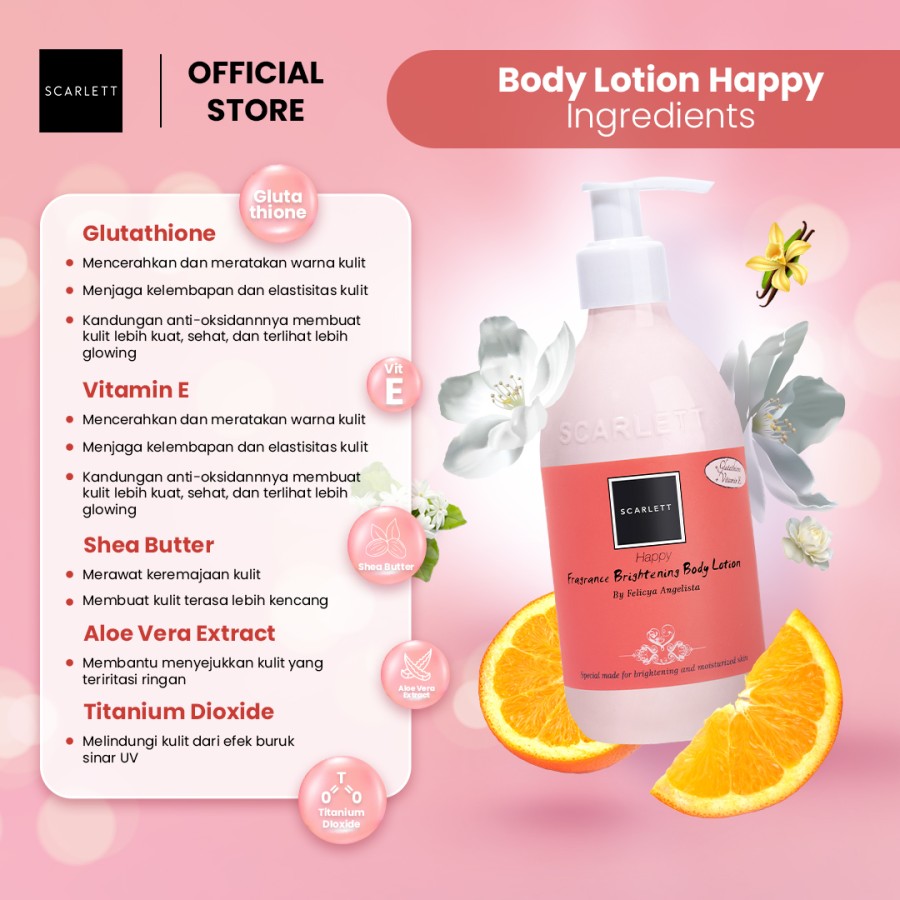 SCARLETT
OFFICIAL
STORE
Body Lotion Happy
Ingredients
Gluta
thione
Glutathione
Mencerahkan dan meratakan warna kulit
Menjaga kelembapan dan elastisitas kulit
Kandungan anti-oksidannnya membuat
kulit lebih kuat, sehat, dan terlihat lebih
glowing
Vit
E
Vitamin E
Mencerahkan dan meratakan warna kulit
Menjaga kelembapan dan elastisitas kulit
Kandungan anti-oksidannnya membuat
kulit lebih kuat, sehat, dan terlihat lebih
glowing
Shea Butter
Shea Butter
Merawat keremajaan kulit
Membuat kulit terasa lebih kencang
Aloe Vera Extract
Membantu menyejukkan kulit yang
teriritasi ringan
Aloe Vera
Extract
Titanium Dioxide
Melindungi kulit dari efek buruk
sinar UV
T
O O
Titanium
Dioxide
SCARLETT
Glutathione
Vitamin E
SCARLETT
Happy
Fragrance Brightening Body Lotion
By Felicya Angelista
Special made for brightening and moisturized skin